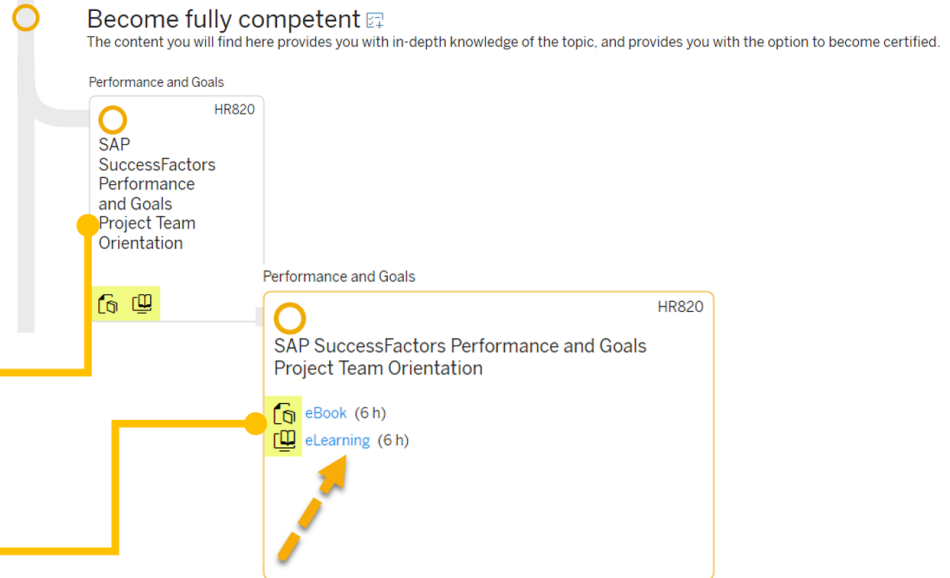 Become fully competent
The content you will find here provides you with in-depth knowledge of the topic, and provides you with the option to become certified.
Performance and Goals
HR820
SAP
SuccessFactors
Performance
and Goals
Project Team
Orientation
Performance and Goals
HR820
SAP SuccessFactors Performance and Goals
Project Team Orientation
eBook (6 h)
eLearning (6 h)